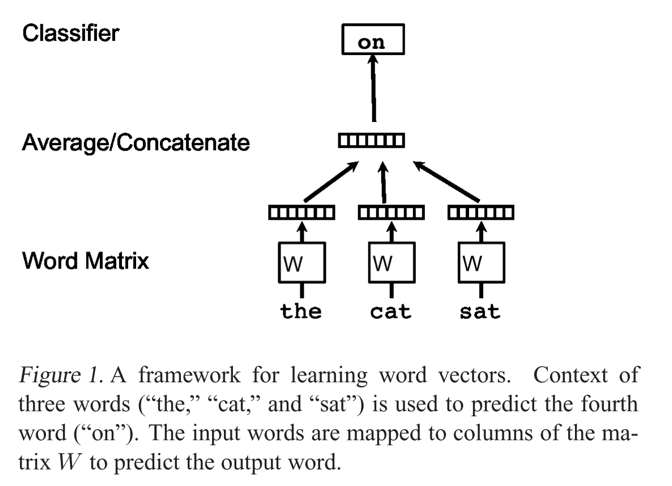 Classifier
on
Average/Concatenate
Word Matrix
W W W
the cat sat
Figure 1. A framework for learning word vectors. Context of
three words (“the,” “cat,” and “sat”) is used to predict the fourth
word (“on”). The input words are mapped to columns of the ma-
trix W to predict the output word.